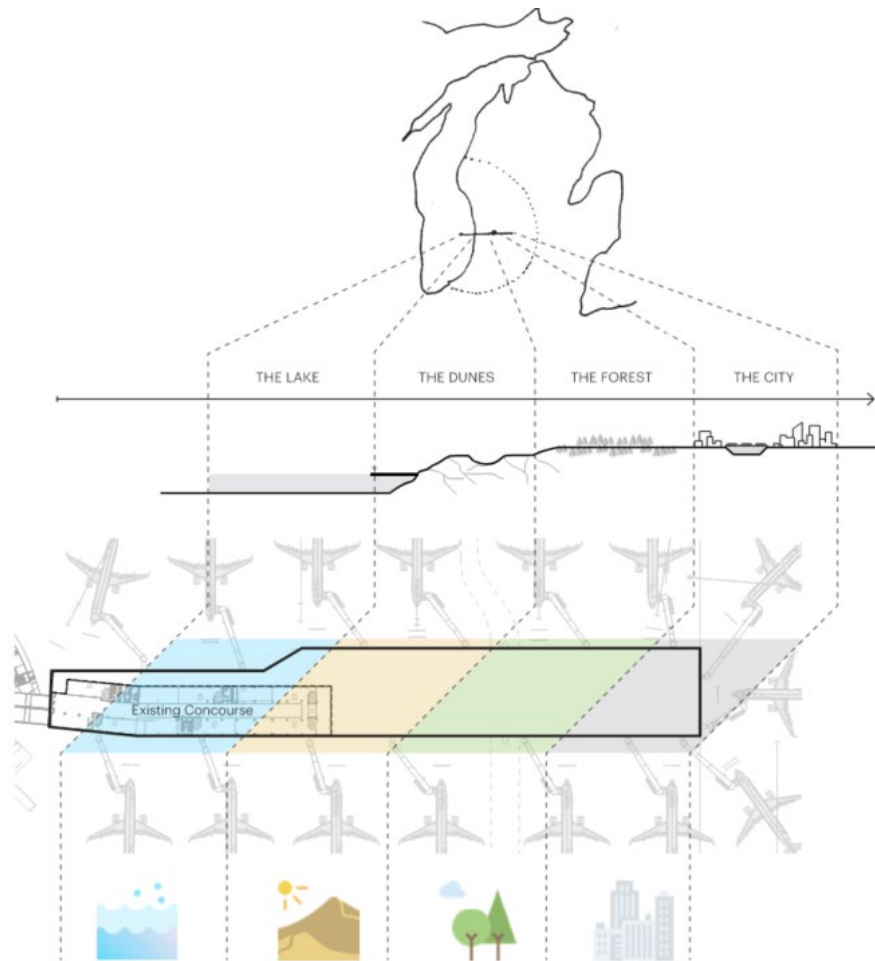 THE LAKE
THE DUNES
THE FOREST
THE CITY
Existing Concourse